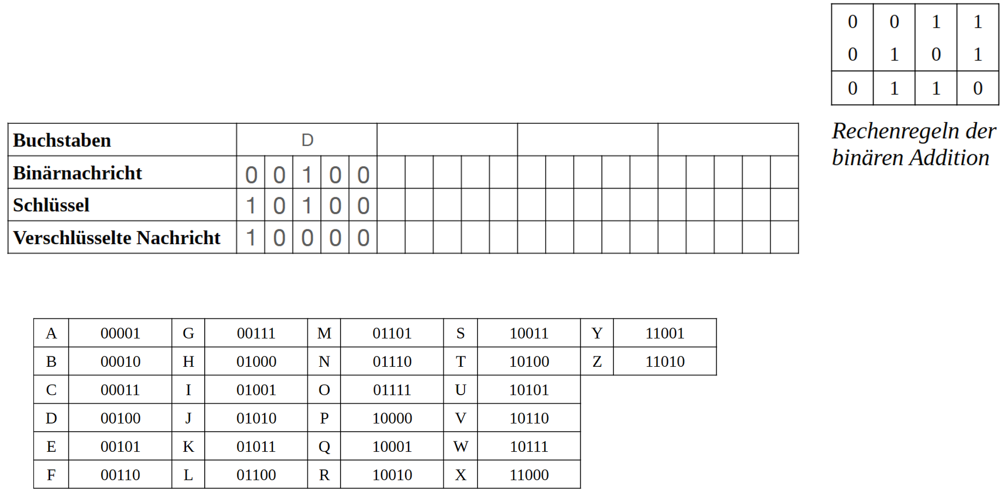 0 0 1 1
0 1 0 1
0 1 1 0
Rechenregeln der
binären Addition
Buchstaben D
Binärnachricht 0 0 1 0 0
Schlüssel 1 0 1 0 0
Verschlüsselte Nachricht 1 0 0 0 0
A 00001 G 00111 M 01101 S 10011 Y 11001
B 00010 H 01000 N 01110 T 10100 Z 11010
C 00011 I 01001 O 01111 U 10101
D 00100 J 01010 P 10000 V 10110
E 00101 K 01011 Q 10001 W 10111
F 00110 L 01100 R 10010 X 11000